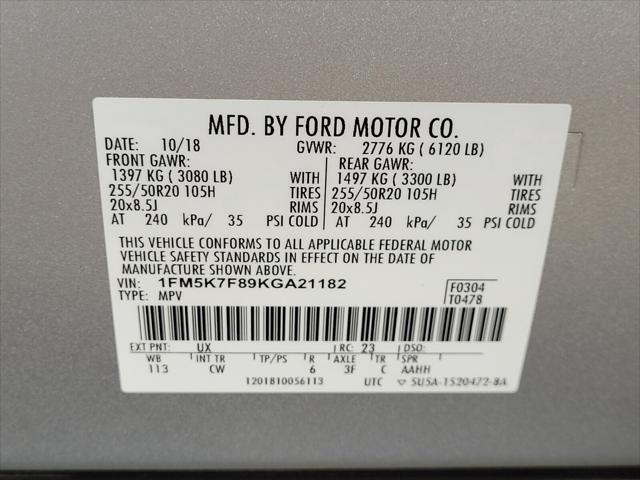 MFD. BY FORD MOTOR CO.
DATE: 10/18 GVWR: 2776 KG ( 6120 LB)
FRONT GAWR: REAR GAWR:
1397 KG ( 3080 LB) WITH 1497 KG ( 3300 LB) WITH
255/50R20 105H TIRES 255/50R20 105H TIRES
20x8.5J RIMS 20x8.5J RIMS
AT 240 kPa/ 35 PSI COLD AT 240 kPa/ 35 PSI COLD
THIS VEHICLE CONFORMS TO ALL APPLICABLE FEDERAL MOTOR
VEHICLE SAFETY STANDARDS IN EFFECT ON THE DATE OF
MANUFACTURE SHOWN ABOVE.
VIN: 1FM5K7F89KGA21182 F0304
TYPE: MPV T0478
EXT PNT: UX RC: 23 DSO:
WB INT TR TP/PS R AXLE TR SPR
113 CW 6 3F C AAHH
1201810056113 UTC ▽ SU5A-1520472-BA